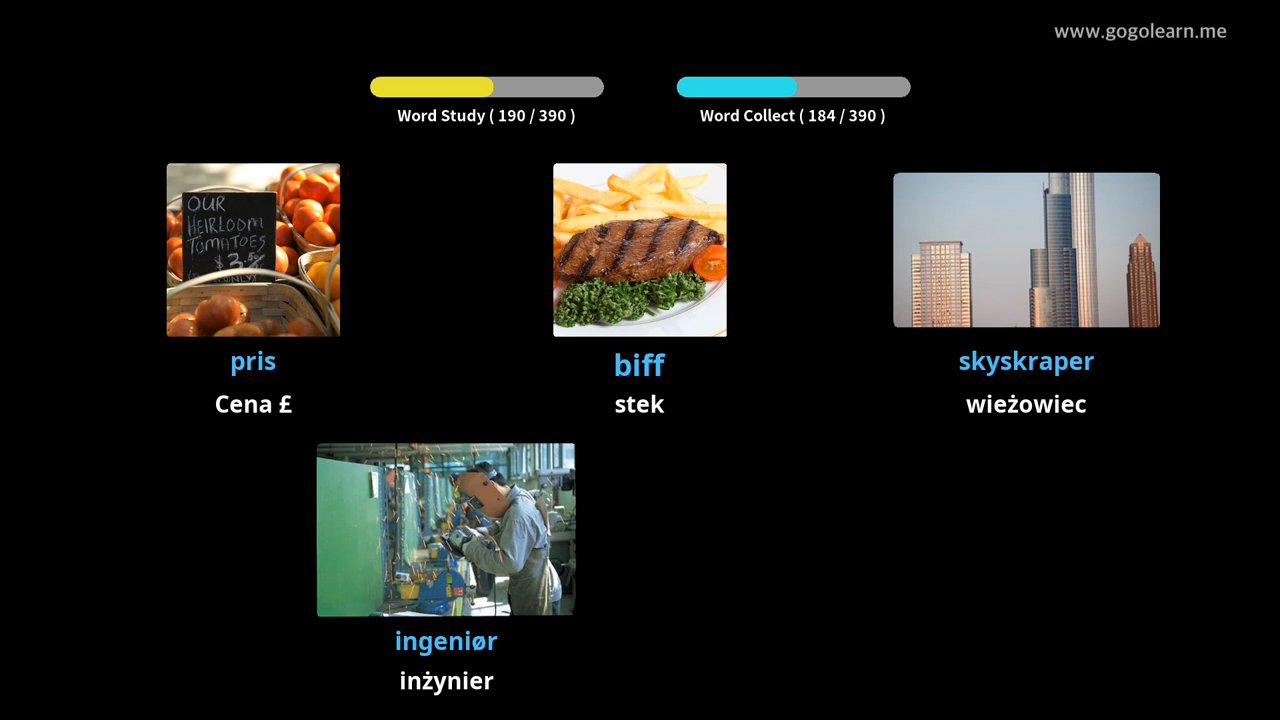 www.gogolearn.me
Word Study ( 190 / 390 )
Word Collect ( 184 / 390 )
OUR
HEIRLOOM
TOMATOES
pris
biff
skyskraper
Cena £
stek
wieżowiec
ingeniør
inżynier